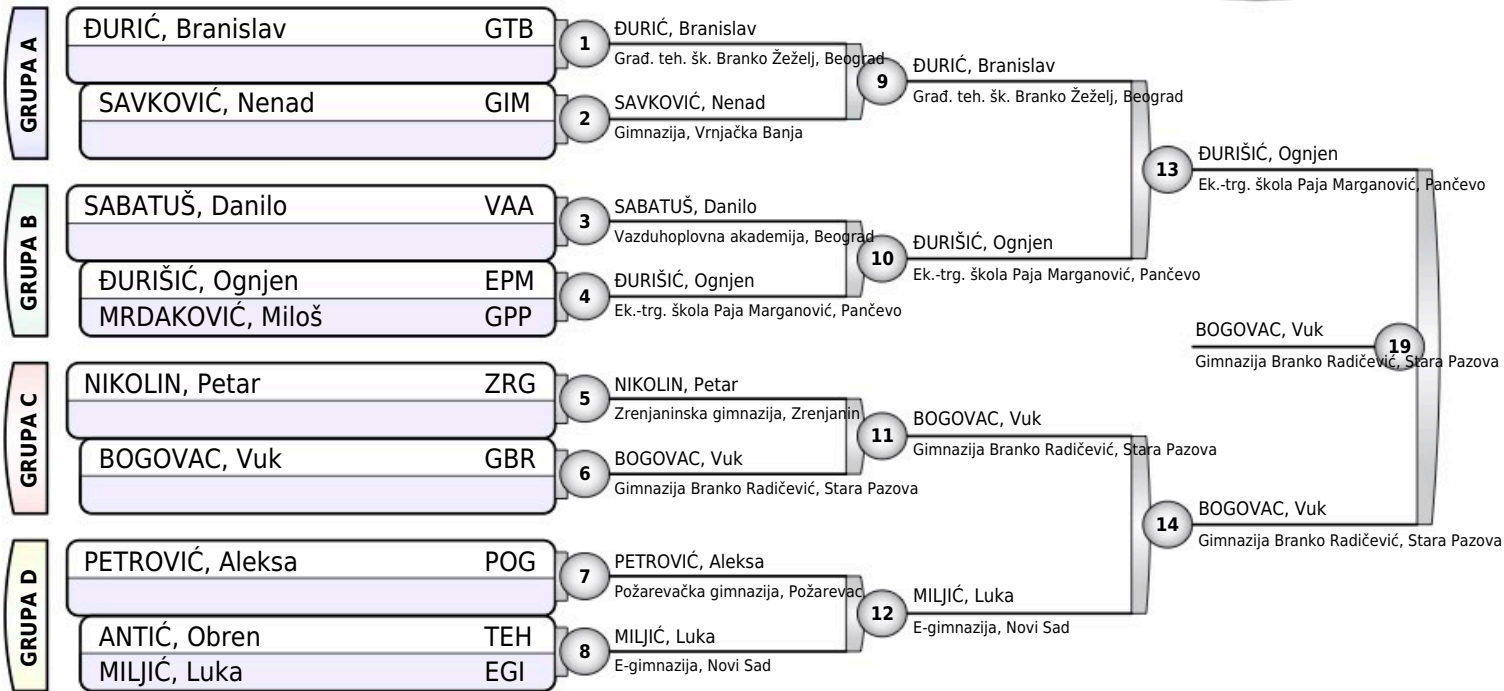 GRUPA A
ĐURIĆ, Branislav GTB
SAVKOVIĆ, Nenad GIM
GRUPA B
SABATUŠ, Danilo VAA
ĐURIŠIĆ, Ognjen EPM
MRDAKOVIĆ, Miloš GPP
GRUPA C
NIKOLIN, Petar ZRG
BOGOVAC, Vuk GBR
GRUPA D
PETROVIĆ, Aleksa POG
ANTIĆ, Obren TEH
MILJIĆ, Luka EGI
1
ĐURIĆ, Branislav
Građ. teh. šk. Branko Žeželj, Beograd
2
SAVKOVIĆ, Nenad
Gimnazija, Vrnjačka Banja
3
SABATUŠ, Danilo
Vazduhoplovna akademija, Beograd
4
ĐURIŠIĆ, Ognjen
Ek.-trg. škola Paja Marganović, Pančevo
5
NIKOLIN, Petar
Zrenjaninska gimnazija, Zrenjanin
6
BOGOVAC, Vuk
Gimnazija Branko Radičević, Stara Pazova
7
PETROVIĆ, Aleksa
Požarevačka gimnazija, Požarevac
8
MILJIĆ, Luka
E-gimnazija, Novi Sad
9
ĐURIĆ, Branislav
Građ. teh. šk. Branko Žeželj, Beograd
10
ĐURIŠIĆ, Ognjen
Ek.-trg. škola Paja Marganović, Pančevo
11
BOGOVAC, Vuk
Gimnazija Branko Radičević, Stara Pazova
12
MILJIĆ, Luka
E-gimnazija, Novi Sad
13
ĐURIŠIĆ, Ognjen
Ek.-trg. škola Paja Marganović, Pančevo
14
BOGOVAC, Vuk
Gimnazija Branko Radičević, Stara Pazova
19
BOGOVAC, Vuk
Gimnazija Branko Radičević, Stara Pazova